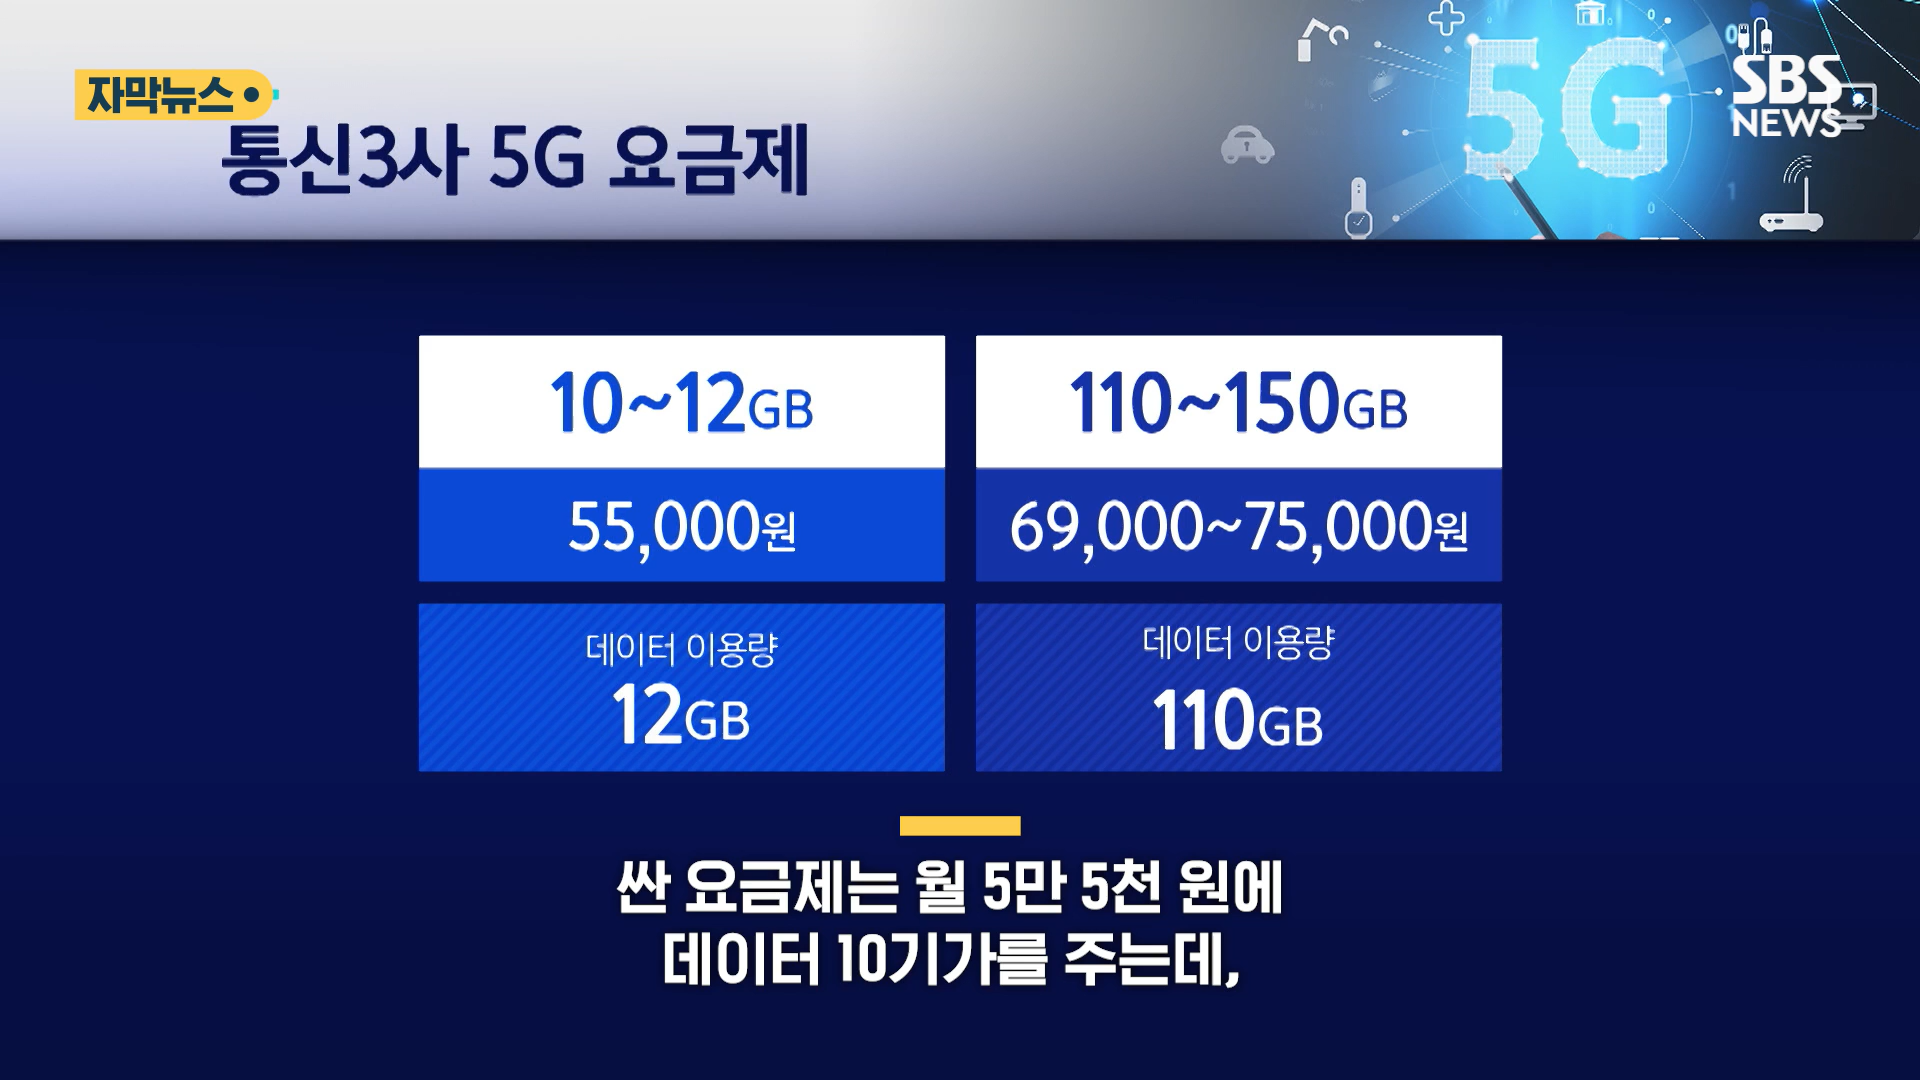 자막뉴스
SBS
NEWS
5G
통신3사 5G 요금제
10~12GB
55,000원
데이터 이용량
12GB
110~150GB
69,000~75,000원
데이터 이용량
110GB
싼 요금제는 월 5만 5천 원에
데이터 10기가를 주는데,